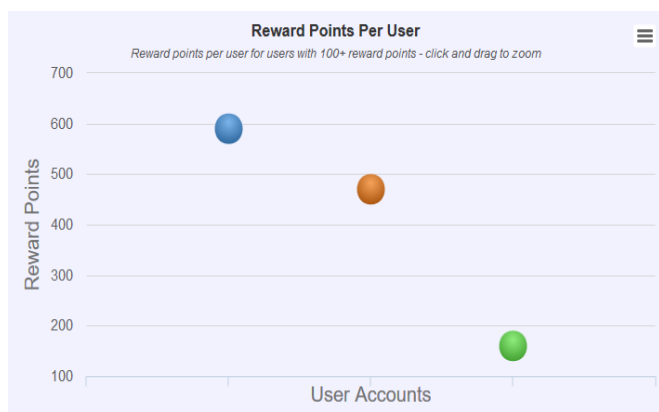 Reward Points Per User
Reward points per user for users with 100+ reward points - click and drag to zoom
700
600
500
400
300
200
100
Reward Points
User Accounts